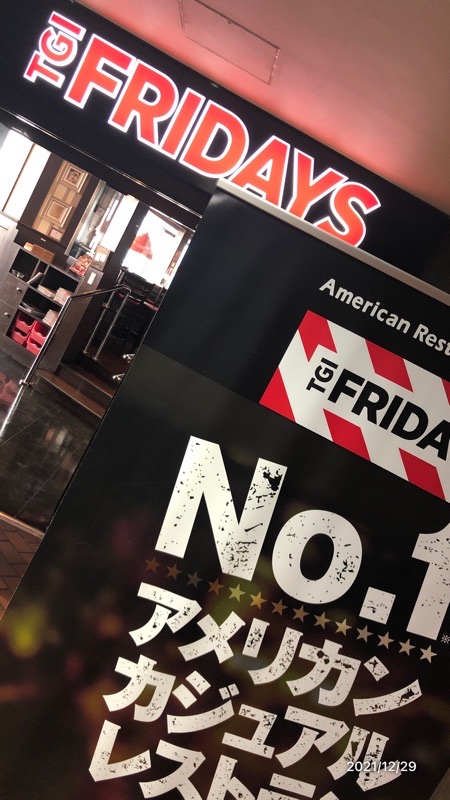 TGI FRIDAYS
American Rest
TGI FRIDA
No.1
※
アメリカン
カジュアル
レストラ
2021/12/29